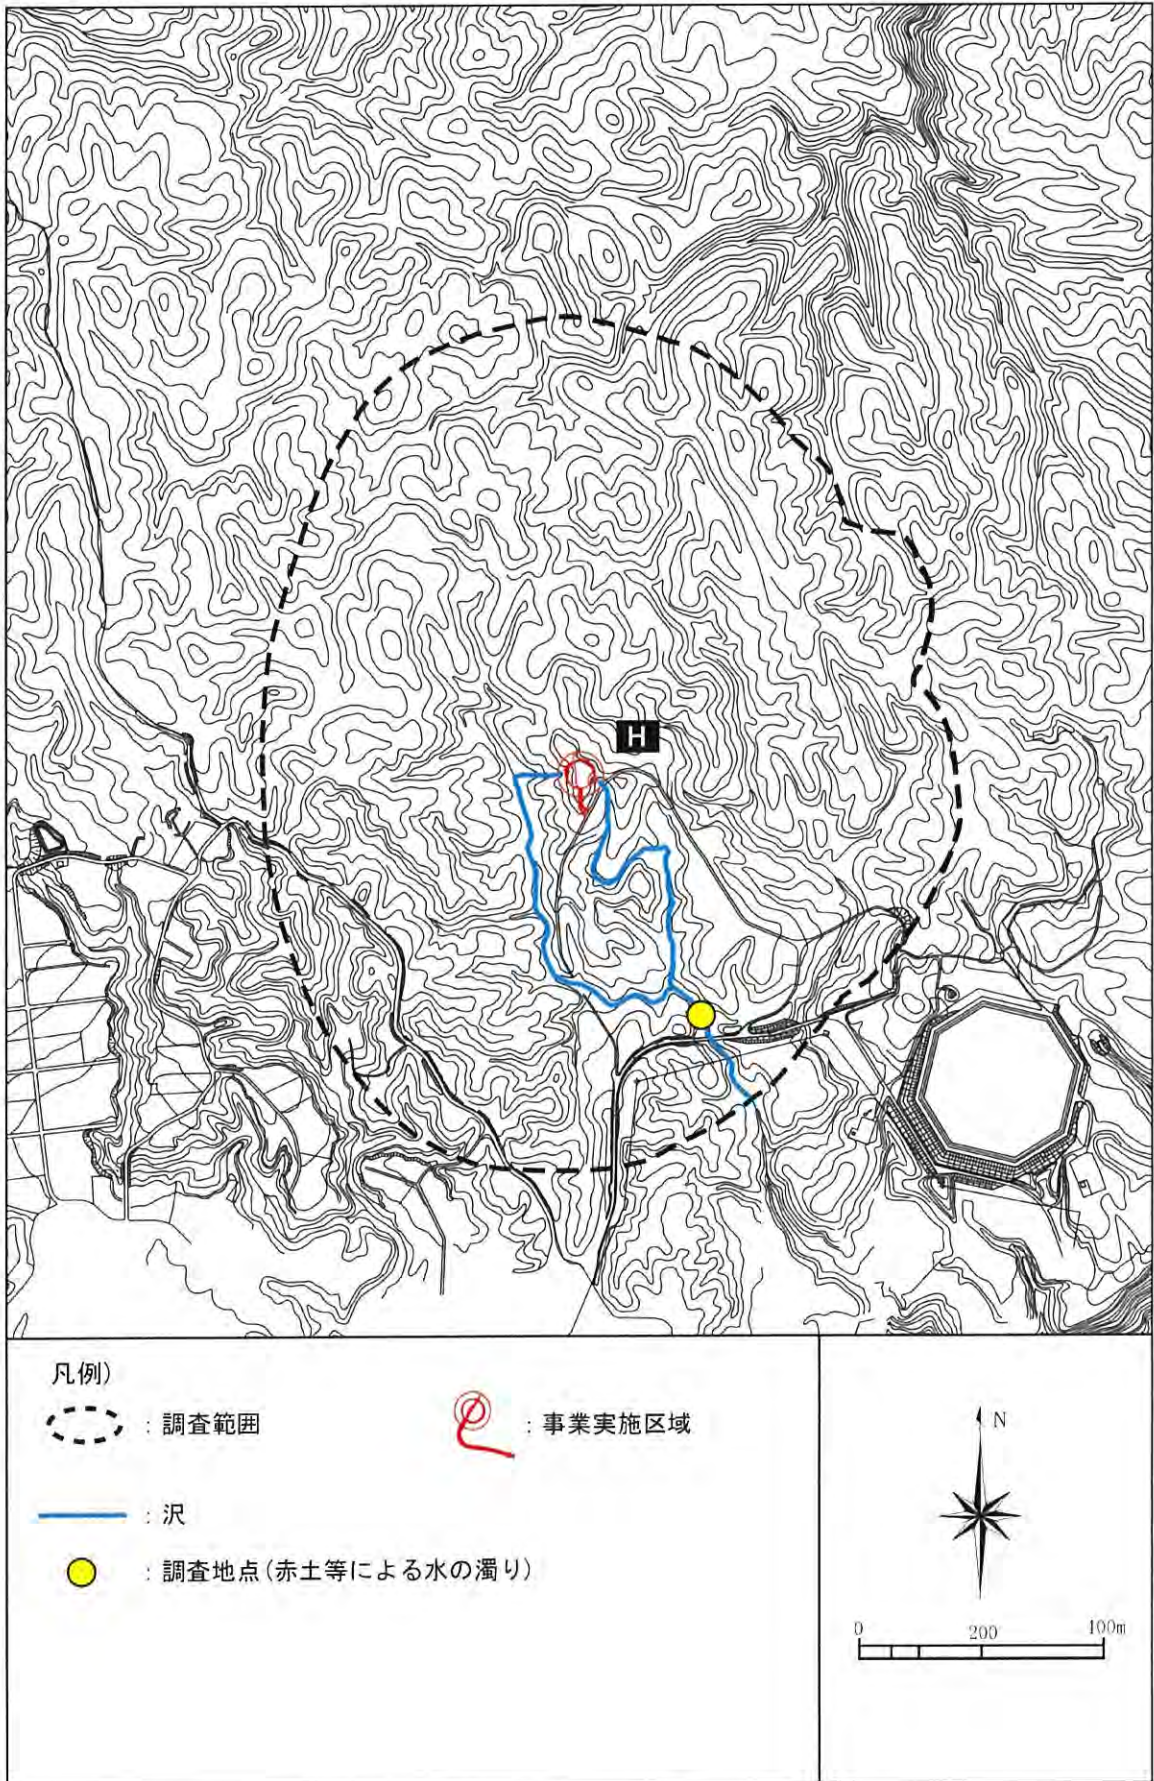 H
凡例)
: 調査範囲
: 事業実施区域
: 沢
: 調査地点(赤土等による水の濁り)
N
0 200 400m